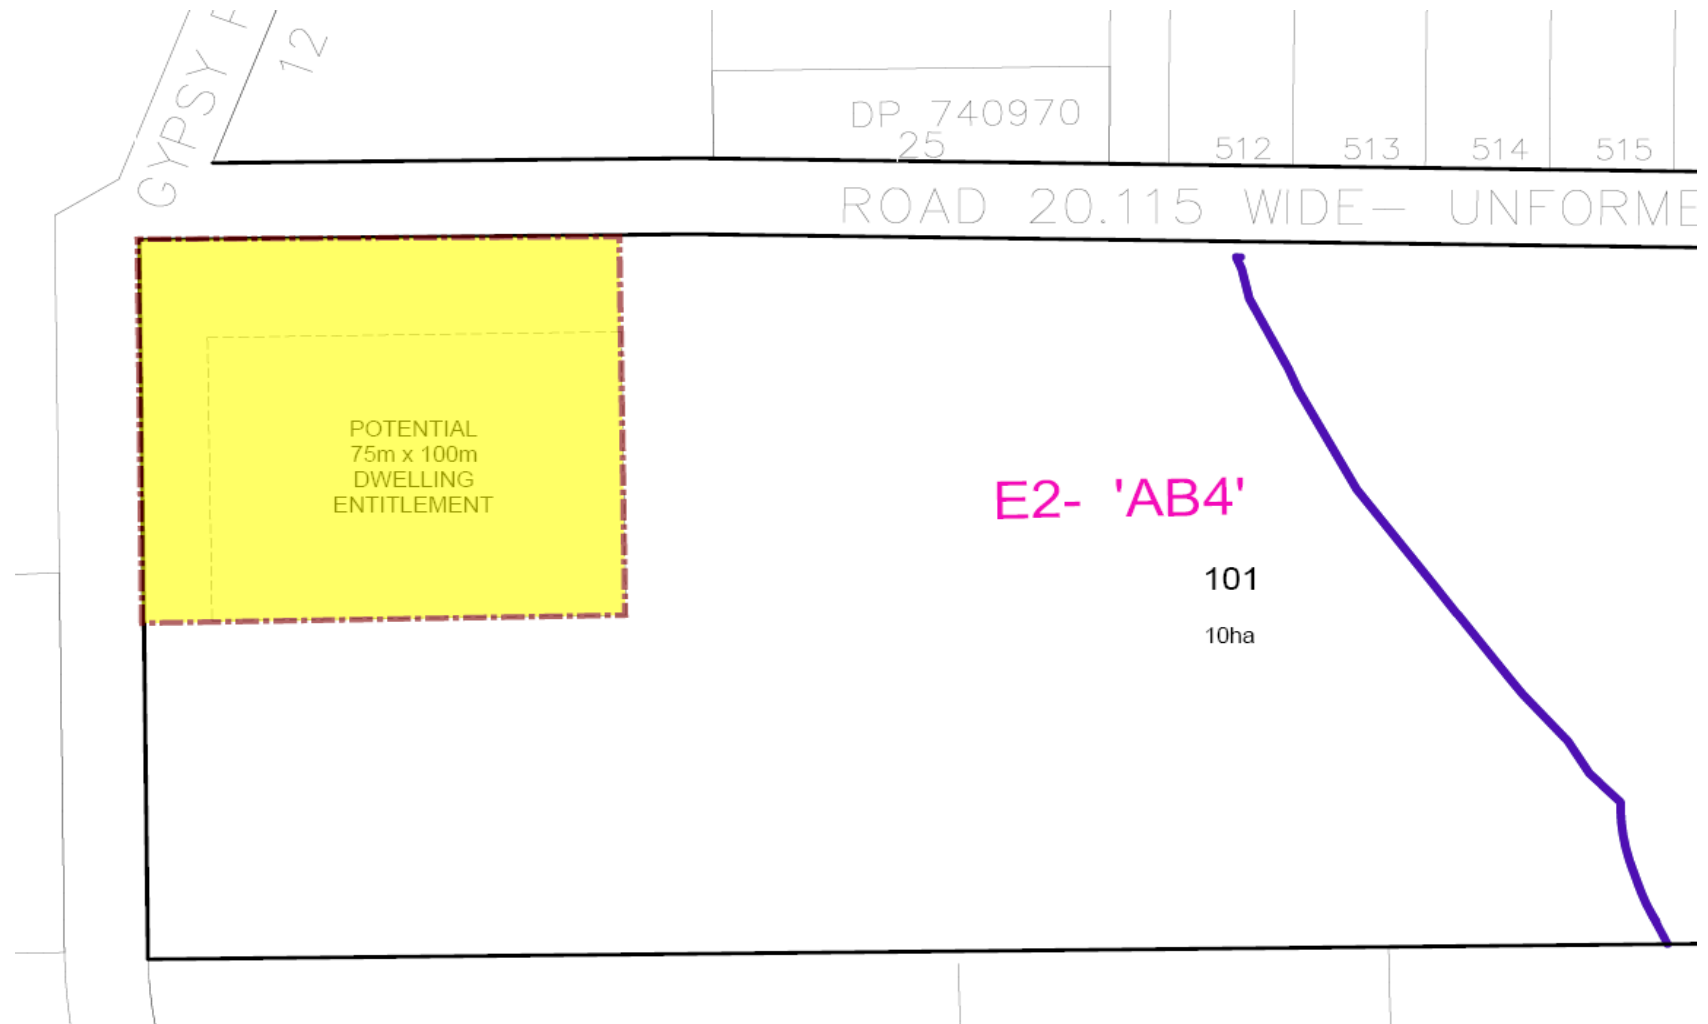 GYPSY
12
DP 740970
25
512
513
514
515
ROAD 20.115 WIDE- UNFORME
POTENTIAL
75m x 100m
DWELLING
ENTITLEMENT
E2- 'AB4'
101
10ha